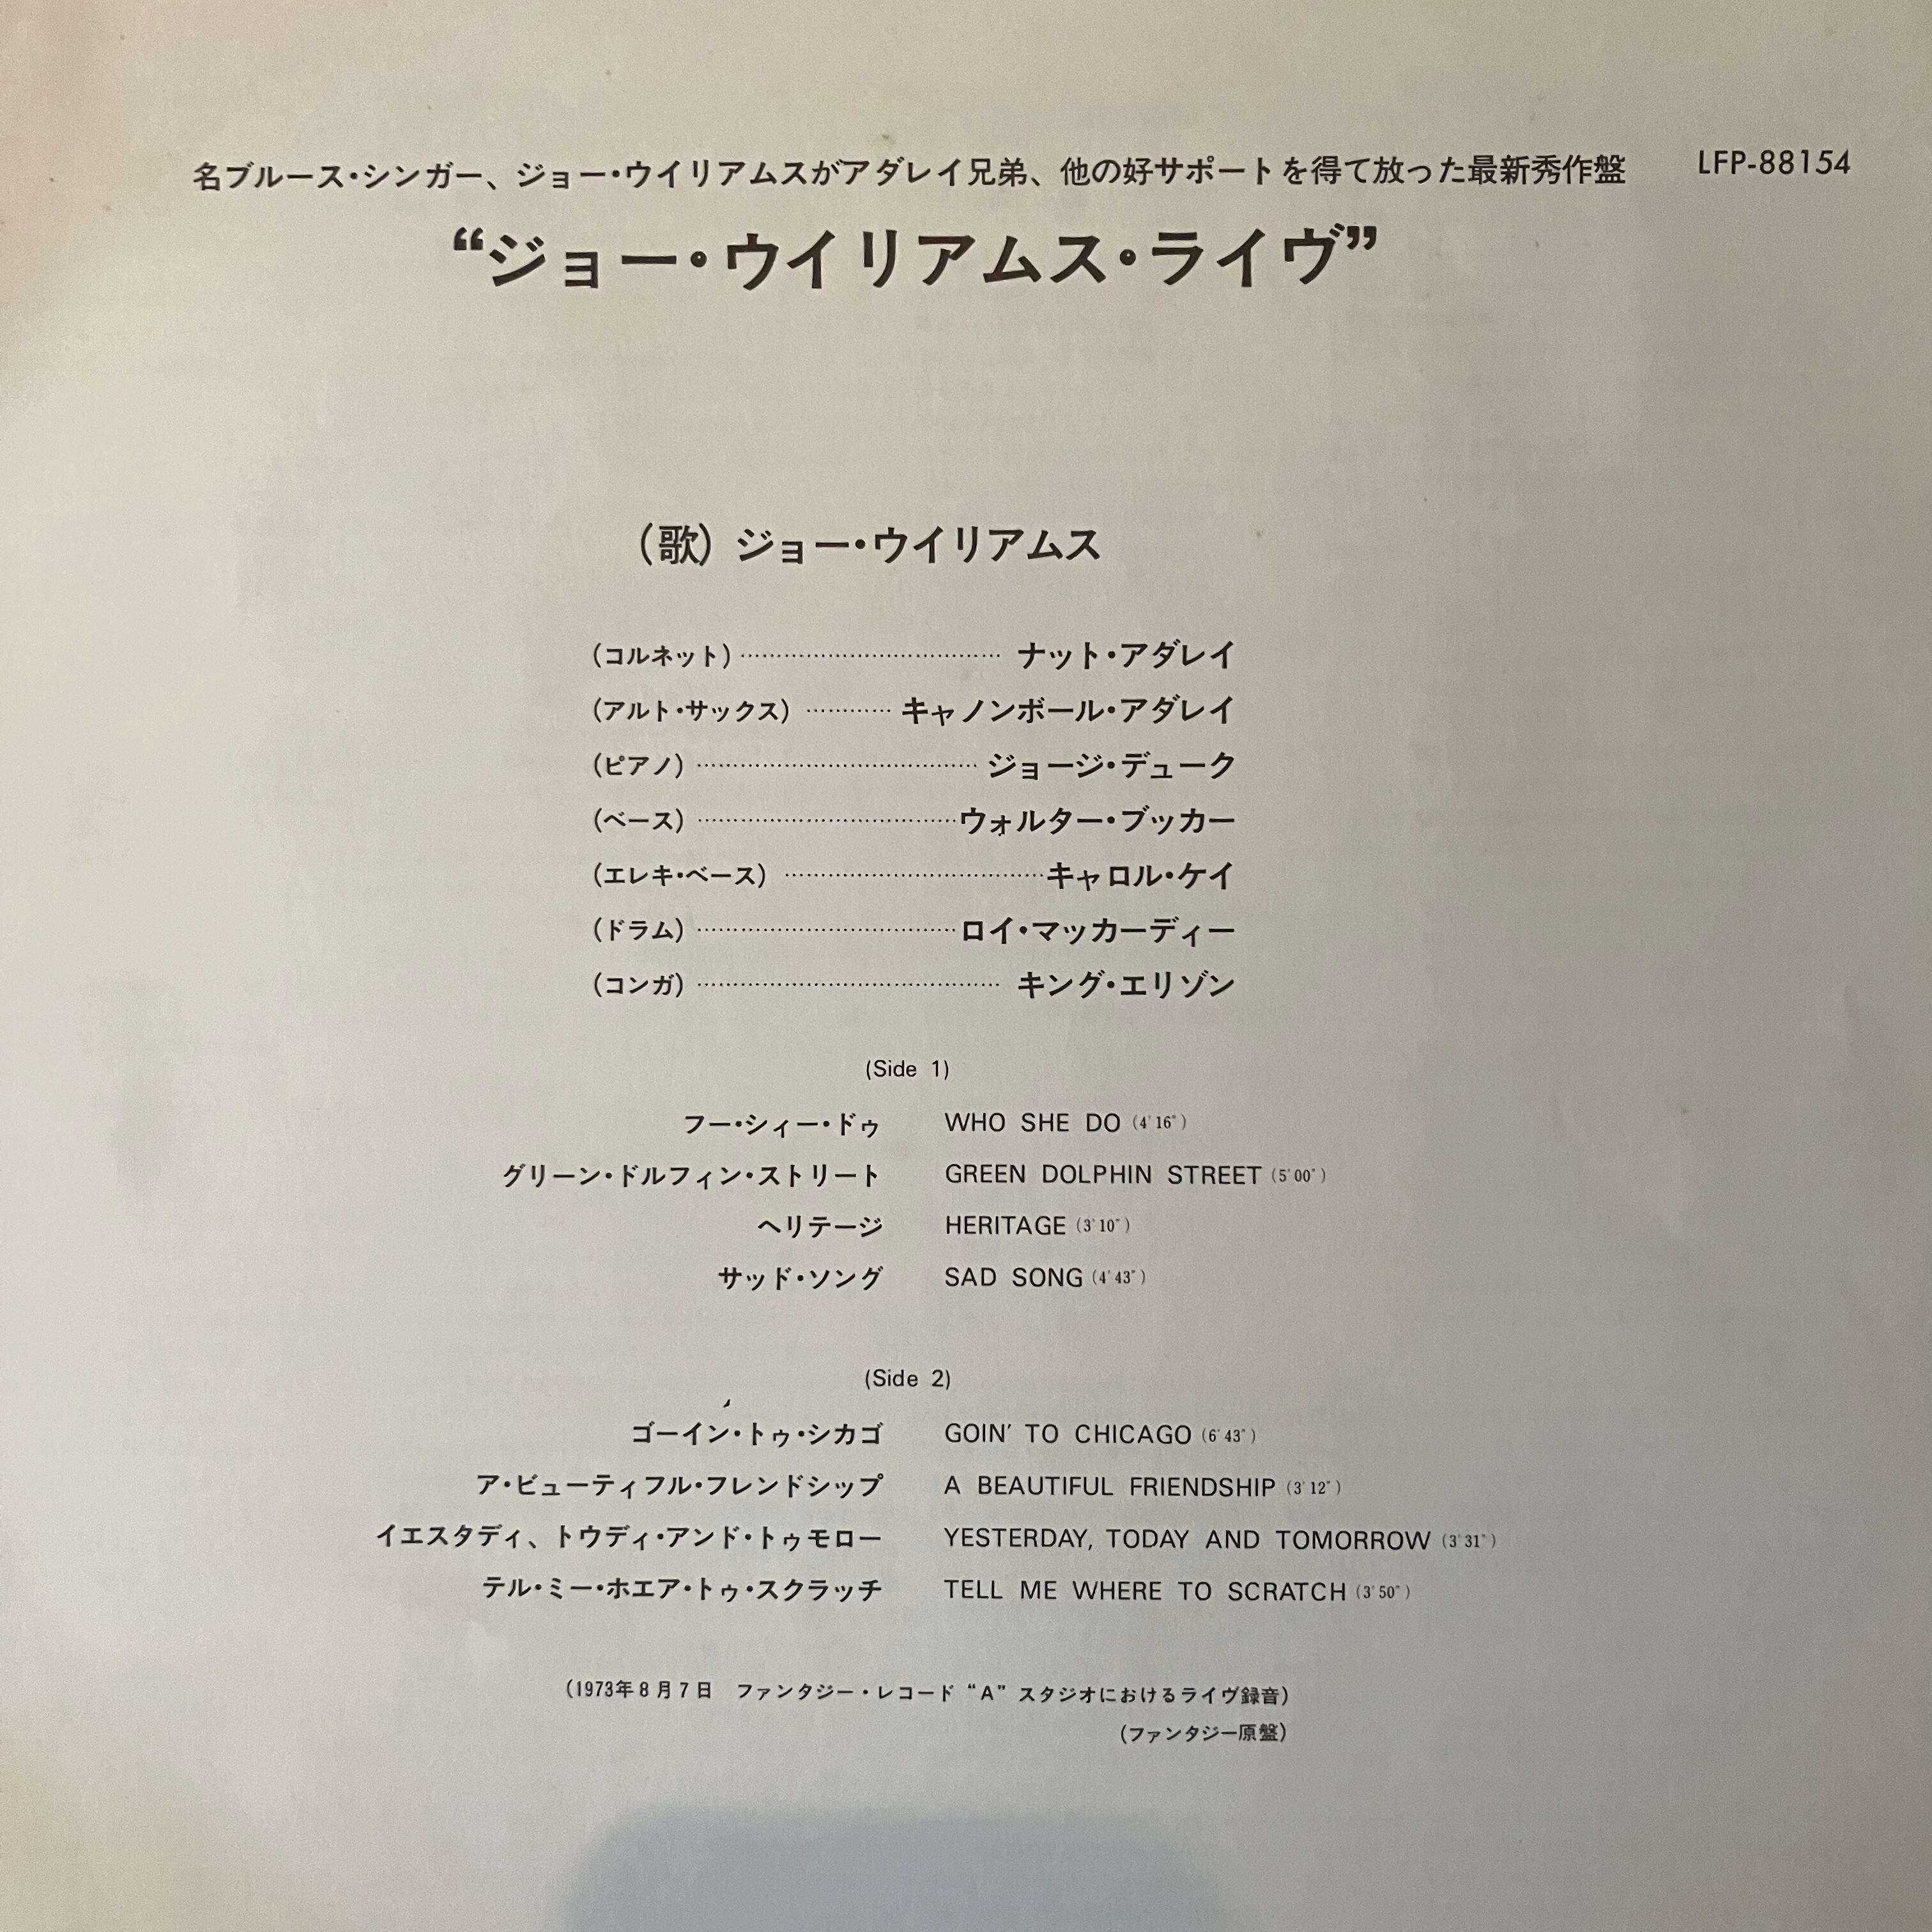 名ブルース・シンガー、ジョー・ウイリアムスがアダレイ兄弟、他の好サポートを得て放った最新秀作盤 LFP-88154
“ジョー・ウイリアムス・ライヴ”
（歌）ジョー・ウイリアムス
（コルネット）………………………………ナット・アダレイ
（アルト・サックス）…………キャノンボール・アダレイ
（ピアノ）………………………………ジョージ・デューク
（ベース）………………………………ウォルター・ブッカー
（エレキ・ベース）………………………………キャロル・ケイ
（ドラム）………………………………ロイ・マッカーディー
（コンガ）………………………………キング・エリゾン
(Side 1)
フー・シィー・ドゥ WHO SHE DO (4'16")
グリーン・ドルフィン・ストリート GREEN DOLPHIN STREET (5'00")
ヘリテージ HERITAGE (3'10")
サッド・ソング SAD SONG (4'43")
(Side 2)
ゴーイン・トゥ・シカゴ GOIN' TO CHICAGO (6'43")
ア・ビューティフル・フレンドシップ A BEAUTIFUL FRIENDSHIP (3'12")
イエスタディ、トウディ・アンド・トゥモロー YESTERDAY, TODAY AND TOMORROW (3'31")
テル・ミー・ホエア・トゥ・スクラッチ TELL ME WHERE TO SCRATCH (3'50")
（1973年8月7日 ファンタジー・レコード“A”スタジオにおけるライヴ録音）
（ファンタジー原盤）